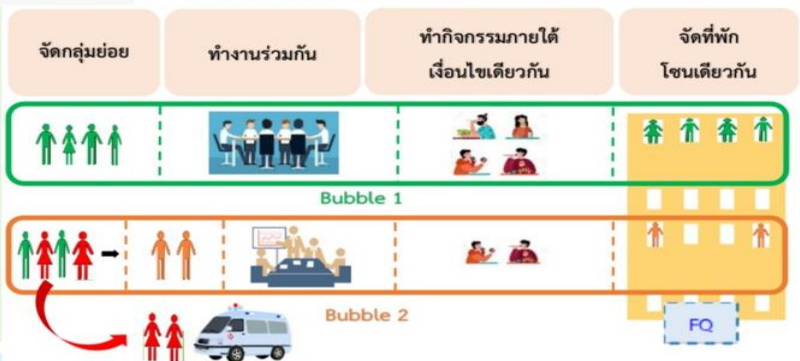 จัดกลุ่มย่อย
ทำงานร่วมกัน
ทำกิจกรรมภายใต้
เงื่อนไขเดียวกัน
จัดที่พัก
โซนเดียวกัน
Bubble 1
Bubble 2
FQ